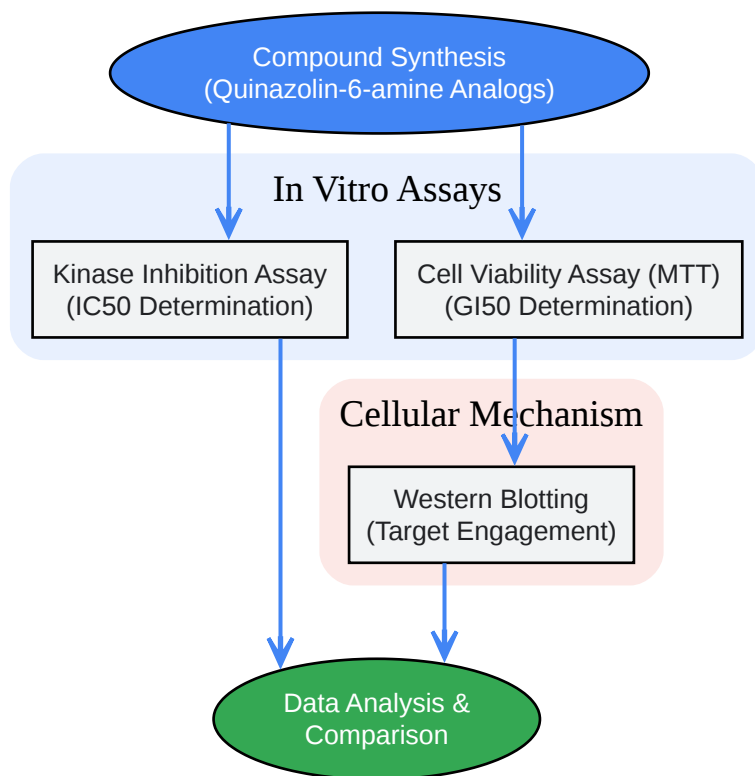 Compound Synthesis
(Quinazolin-6-amine Analogs)
In Vitro Assays
Kinase Inhibition Assay
(IC50 Determination)
Cell Viability Assay (MTT)
(GI50 Determination)
Cellular Mechanism
Western Blotting
(Target Engagement)
Data Analysis &
Comparison